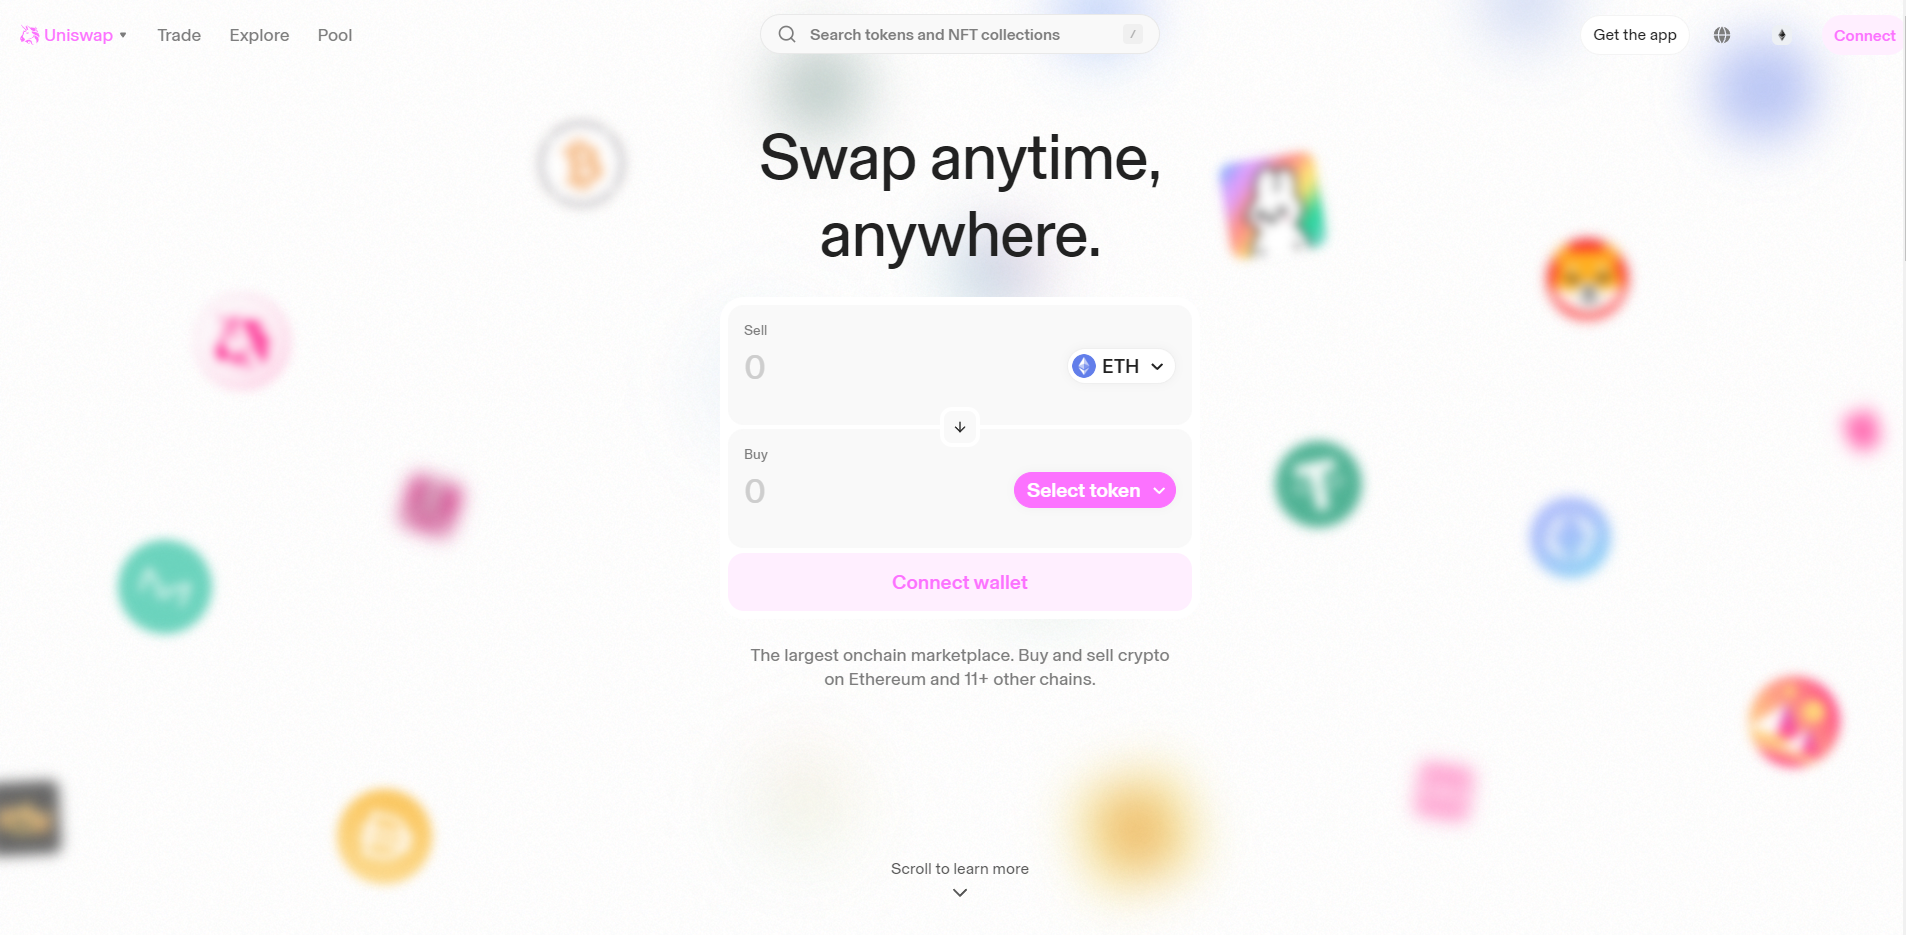 Uniswap
Trade
Explore
Pool
Search tokens and NFT collections
/
Get the app
Connect
Swap anytime,
anywhere.
Sell
0
ETH
Buy
0
Select token
Connect wallet
The largest onchain marketplace. Buy and sell crypto
on Ethereum and 11+ other chains.
Scroll to learn more